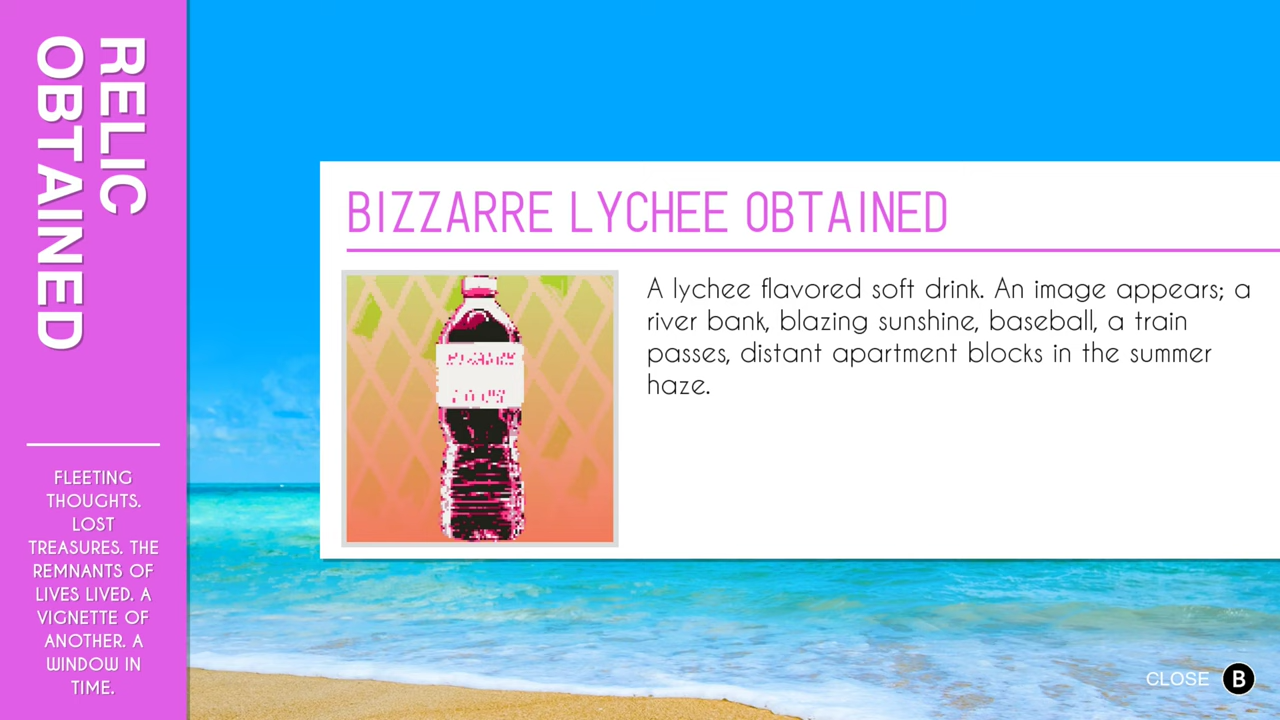 RELIC
OBTAINED
FLEETING
THOUGHTS.
LOST
TREASURES. THE
REMNANTS OF
LIVES LIVED. A
VIGNETTE OF
ANOTHER. A
WINDOW IN
TIME.
BIZZARRE LYCHEE OBTAINED
A lychee flavored soft drink. An image appears; a
river bank, blazing sunshine, baseball, a train
passes, distant apartment blocks in the summer
haze.
CLOSE B